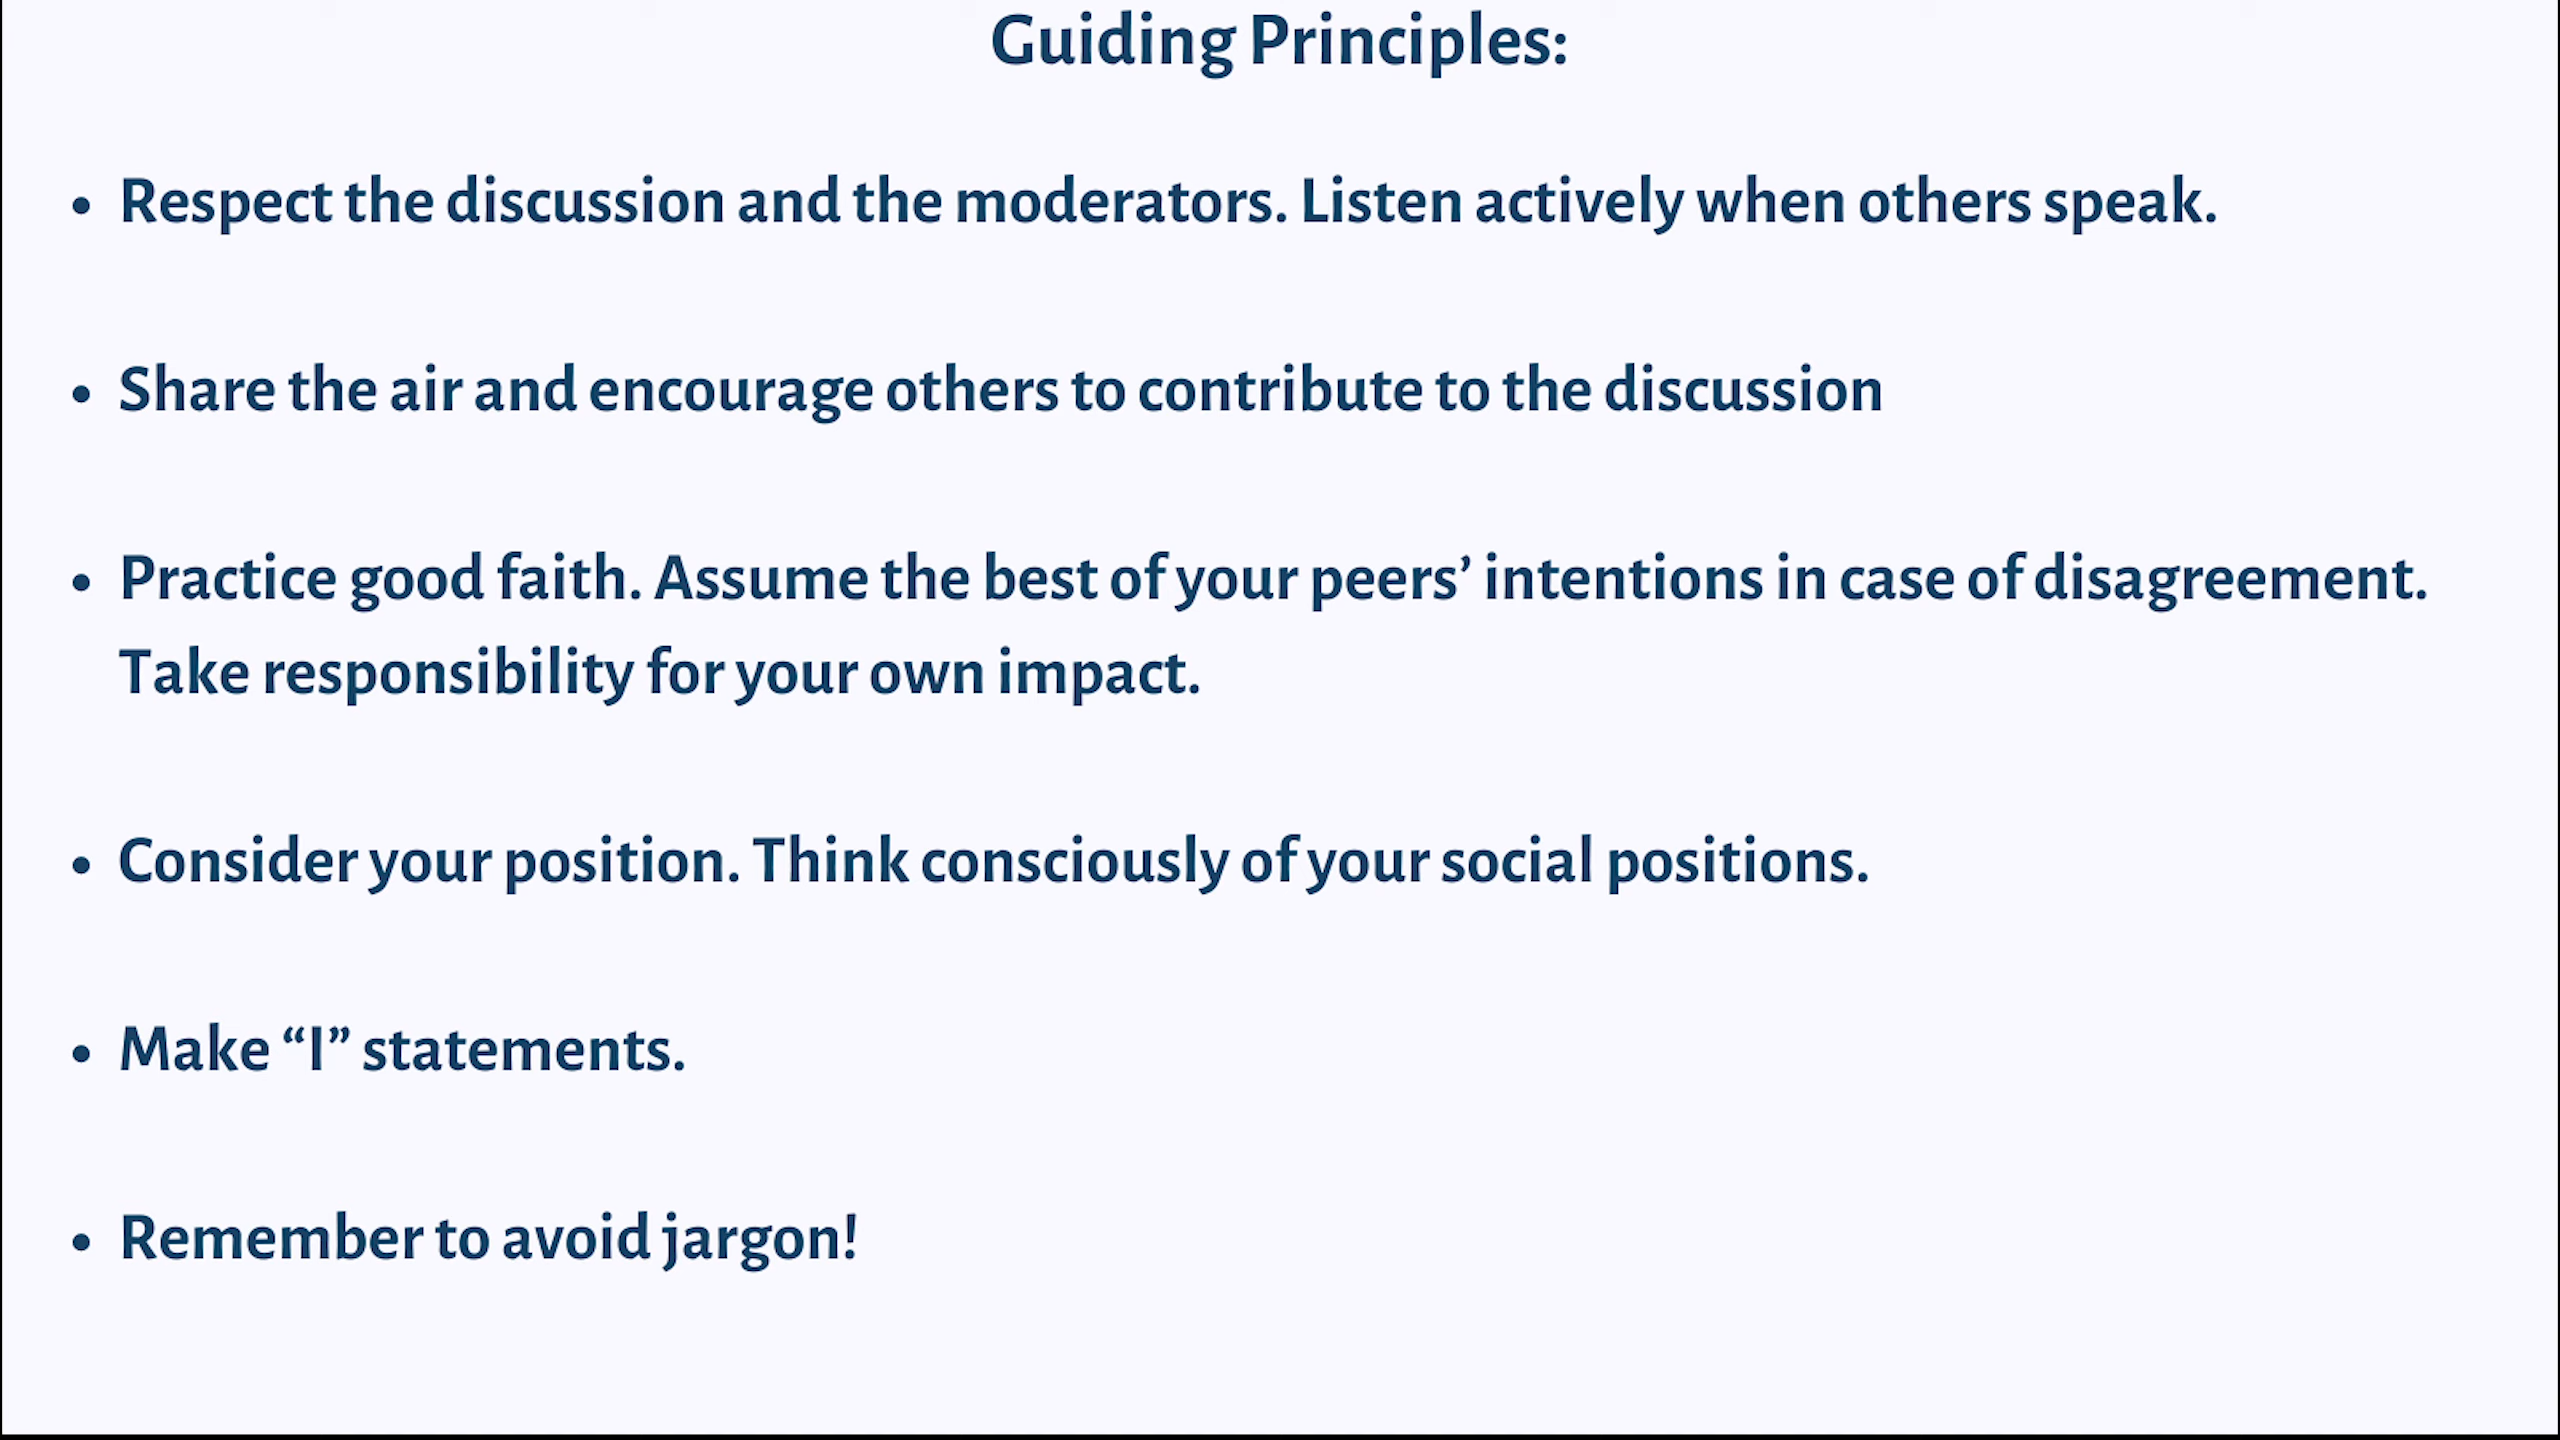 Guiding Principles:
• Respect the discussion and the moderators. Listen actively when others speak.
• Share the air and encourage others to contribute to the discussion
• Practice good faith. Assume the best of your peers’ intentions in case of disagreement.
Take responsibility for your own impact.
• Consider your position. Think consciously of your social positions.
• Make “I” statements.
• Remember to avoid jargon!